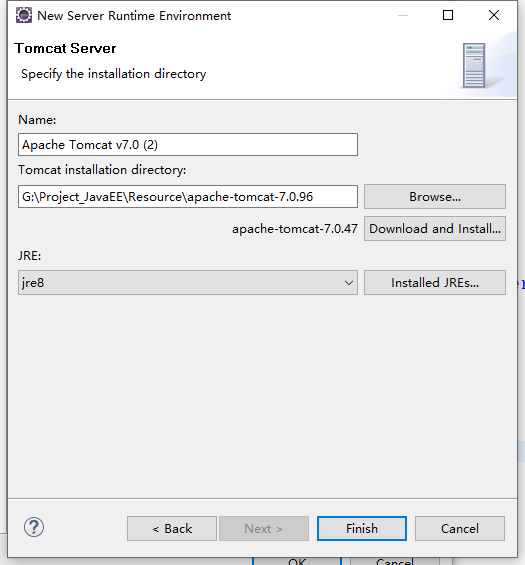 New Server Runtime Environment
Tomcat Server
Specify the installation directory
Name:
Apache Tomcat v7.0 (2)
Tomcat installation directory:
G:\Project_JavaEE\Resource\apache-tomcat-7.0.96
Browse...
apache-tomcat-7.0.47
Download and Install...
JRE:
jre8
Installed JREs...
< Back
Next >
Finish
Cancel
OK
Cancel